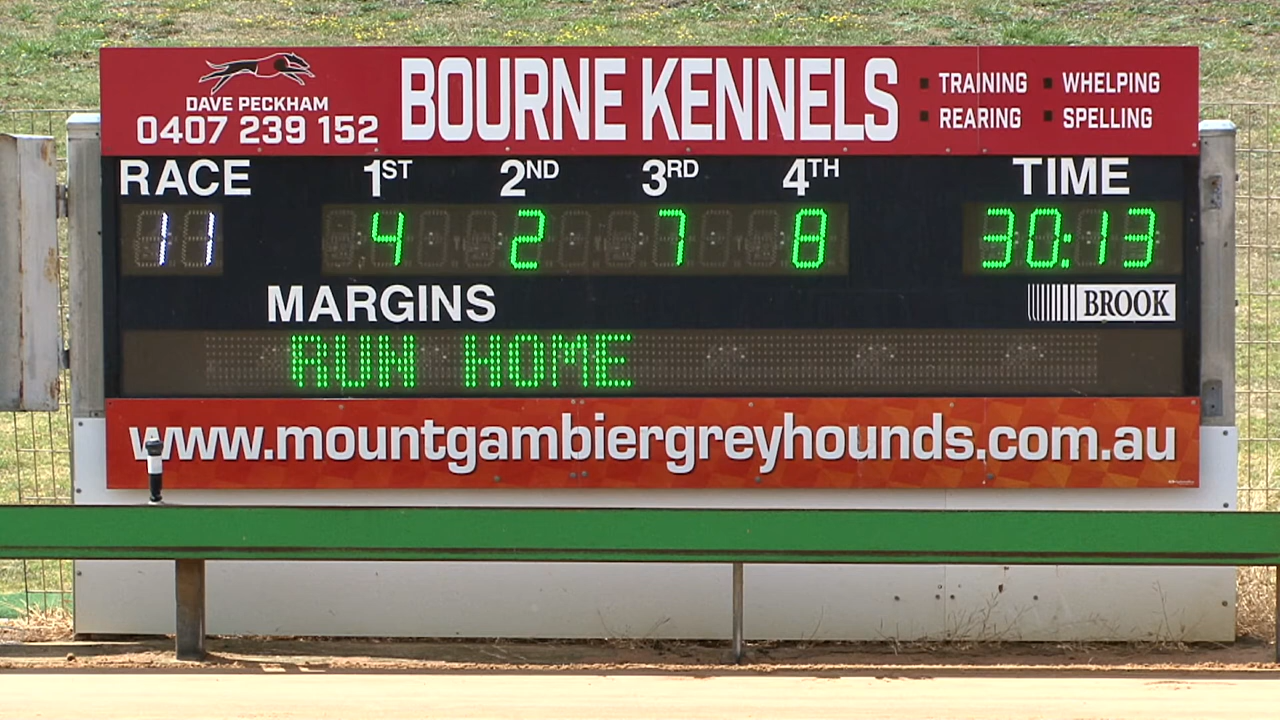 DAVE PECKHAM
0407 239 152
BOURNE KENNELS
TRAINING WHELPING
REARING SPELLING
RACE 1ST 2ND 3RD 4TH TIME
11 4 2 7 8 30:13
MARGINS
BROOK
RUN HOME
www.mountgambiergreyhounds.com.au